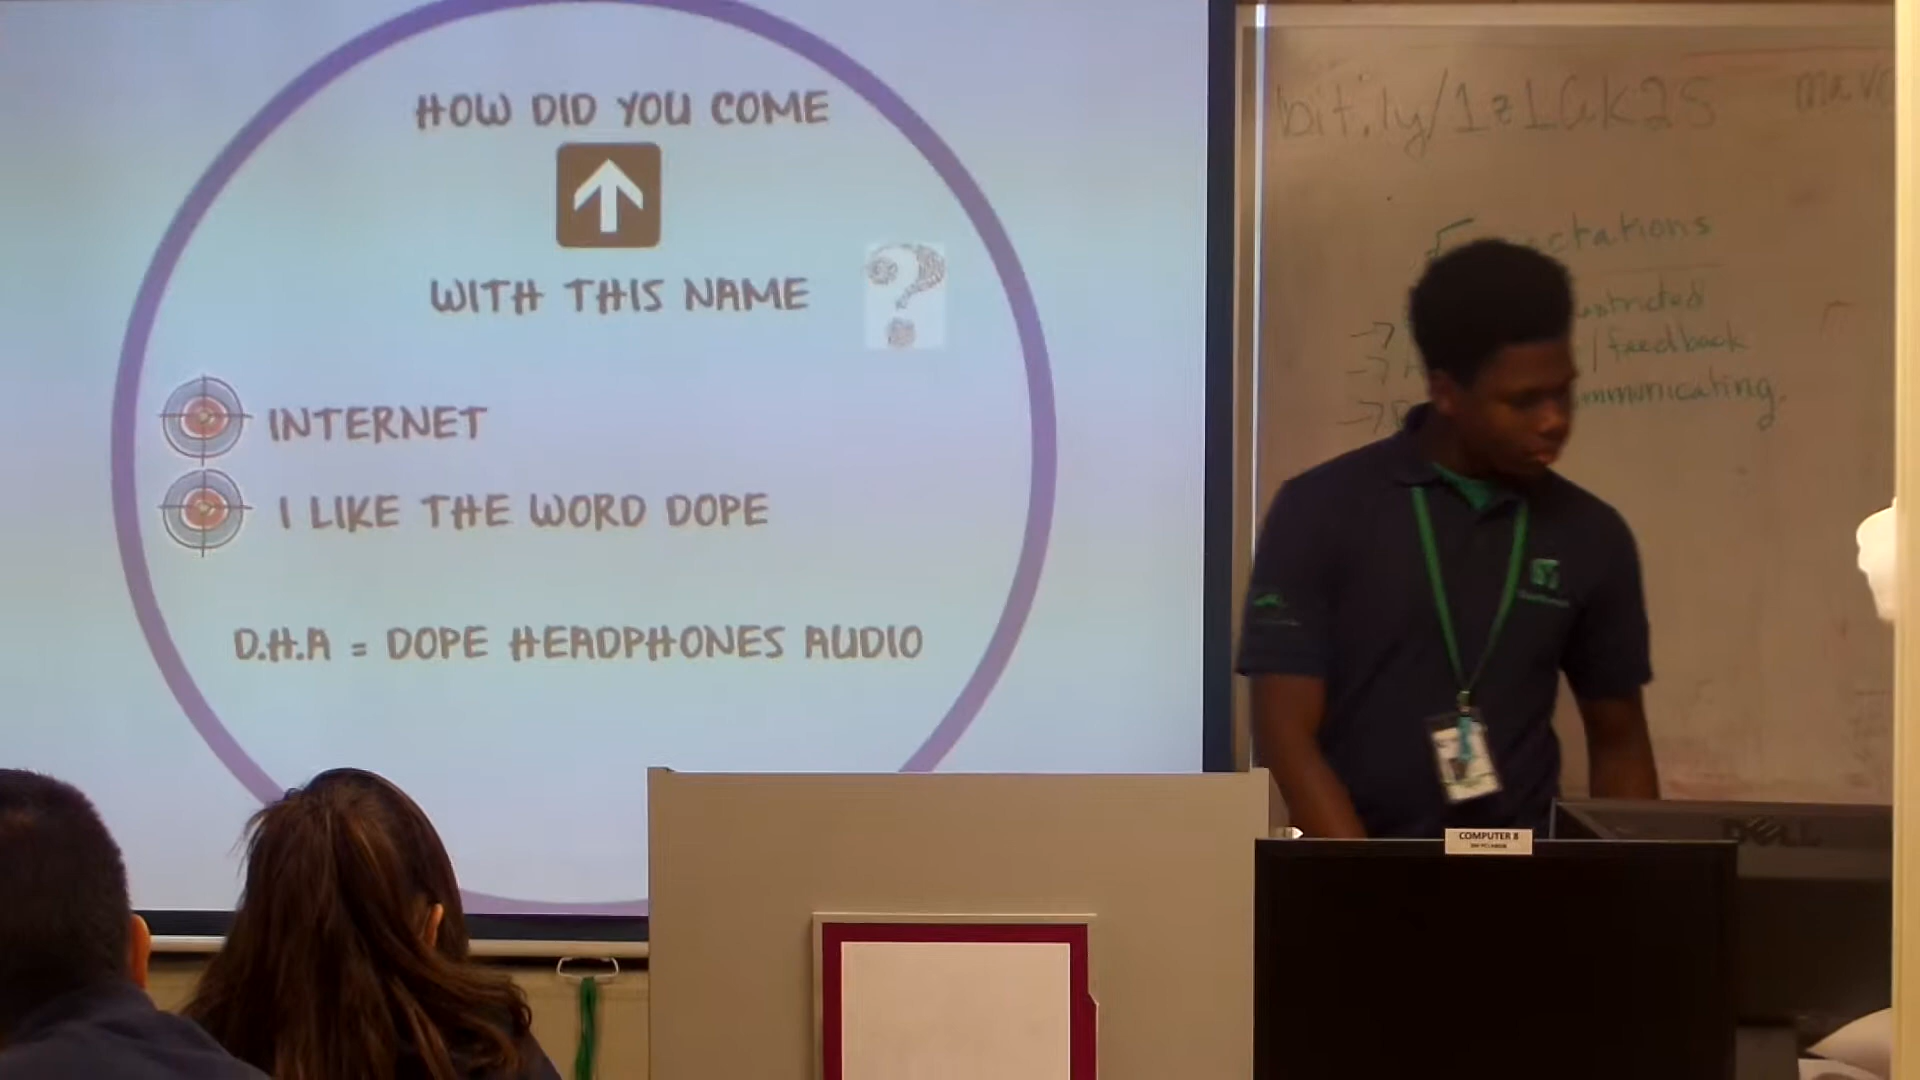 HOW DID YOU COME
WITH THIS NAME
?
INTERNET
I LIKE THE WORD DOPE
D.H.A = DOPE HEADPHONES AUDIO
bit.ly/1z1Gk2S
/feedback
COMPUTER 8
DELL